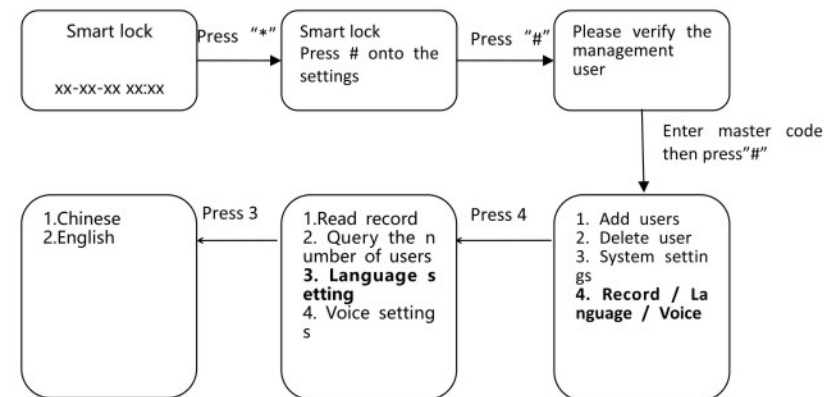 Smart lock
xx-xx-xx xx:xx
Press "*"
Smart lock
Press # onto the
settings
Press "#"
Please verify the
management
user
Enter master code
then press"#"
1. Add users
2. Delete user
3. System settin
gs
4. Record / La
nguage / Voice
Press 4
1.Read record
2. Query the n
umber of users
3. Language s
etting
4. Voice setting
s
Press 3
1.Chinese
2.English